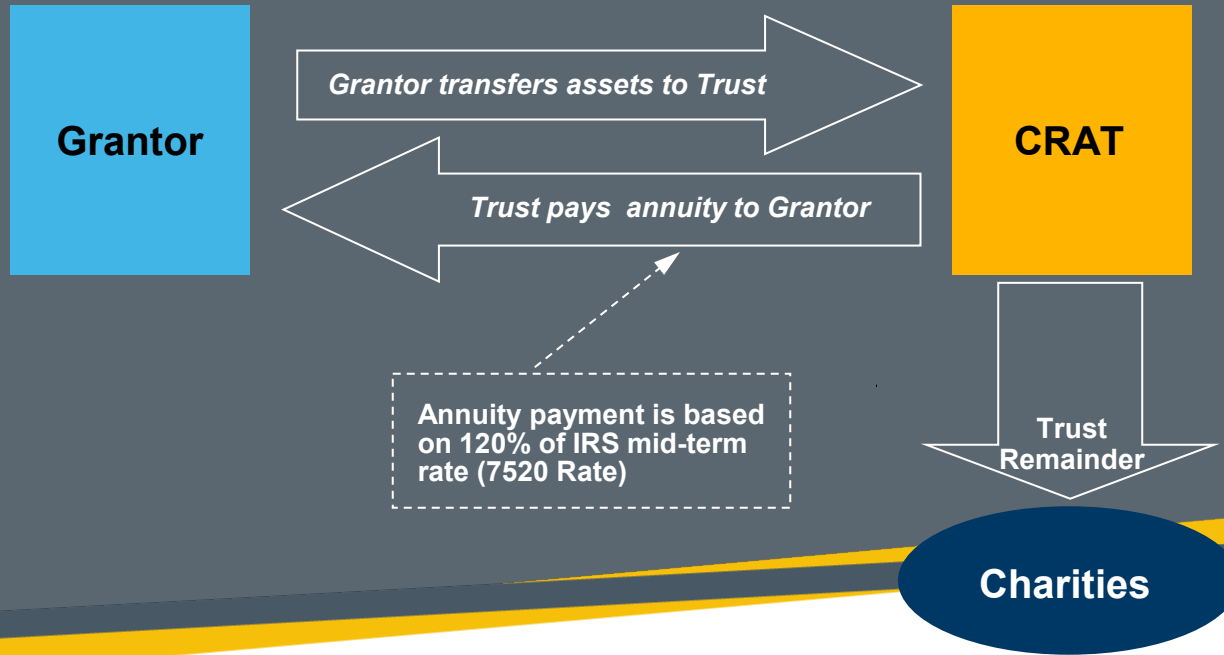 Grantor transfers assets to Trust
Grantor
CRAT
Trust pays annuity to Grantor
Annuity payment is based
on 120% of IRS mid-term
rate (7520 Rate)
Trust
Remainder
Charities